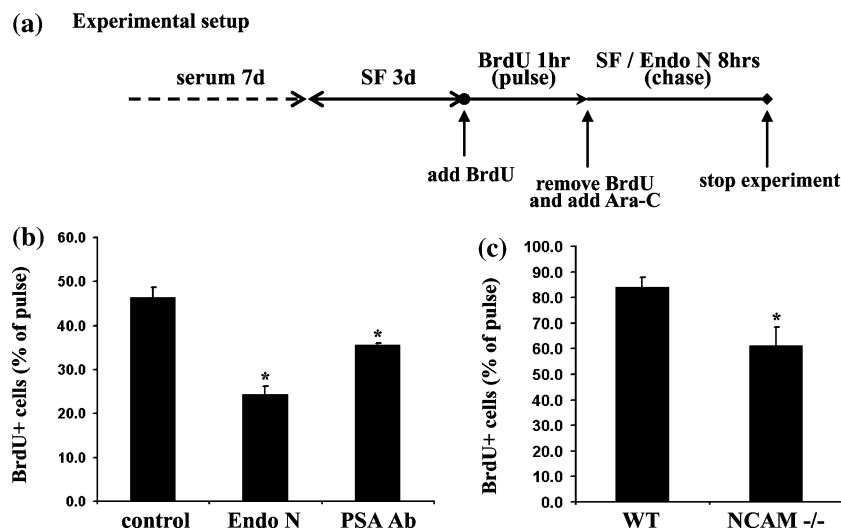 (a) Experimental setup
serum 7d
SF 3d
BrdU 1hr
(pulse)
SF / Endo N 8hrs
(chase)
add BrdU
remove BrdU
and add Ara-C
stop experiment
(b)
BrdU+ cells (% of pulse)
60.0
50.0
40.0
30.0
20.0
10.0
0.0
*
*
control Endo N PSA Ab
(c)
BrdU+ cells (% of pulse)
100.0
90.0
80.0
70.0
60.0
50.0
40.0
30.0
20.0
10.0
0.0
*
WT NCAM -/-